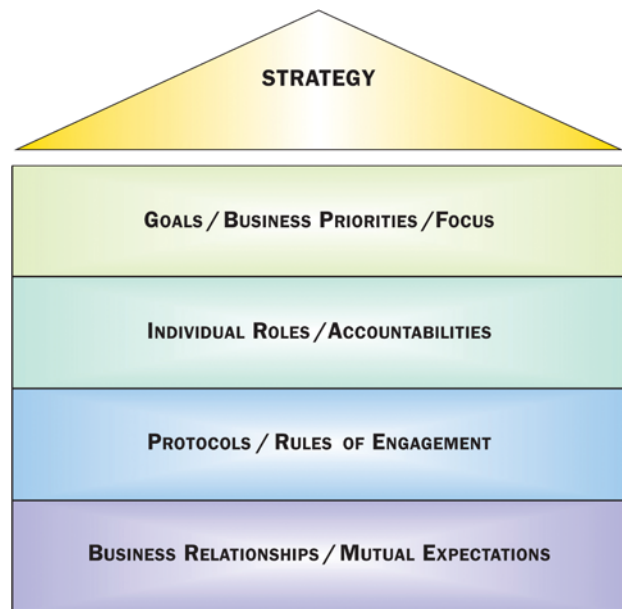 STRATEGY
GOALS / BUSINESS PRIORITIES / FOCUS
INDIVIDUAL ROLES / ACCOUNTABILITIES
PROTOCOLS / RULES OF ENGAGEMENT
BUSINESS RELATIONSHIPS / MUTUAL EXPECTATIONS